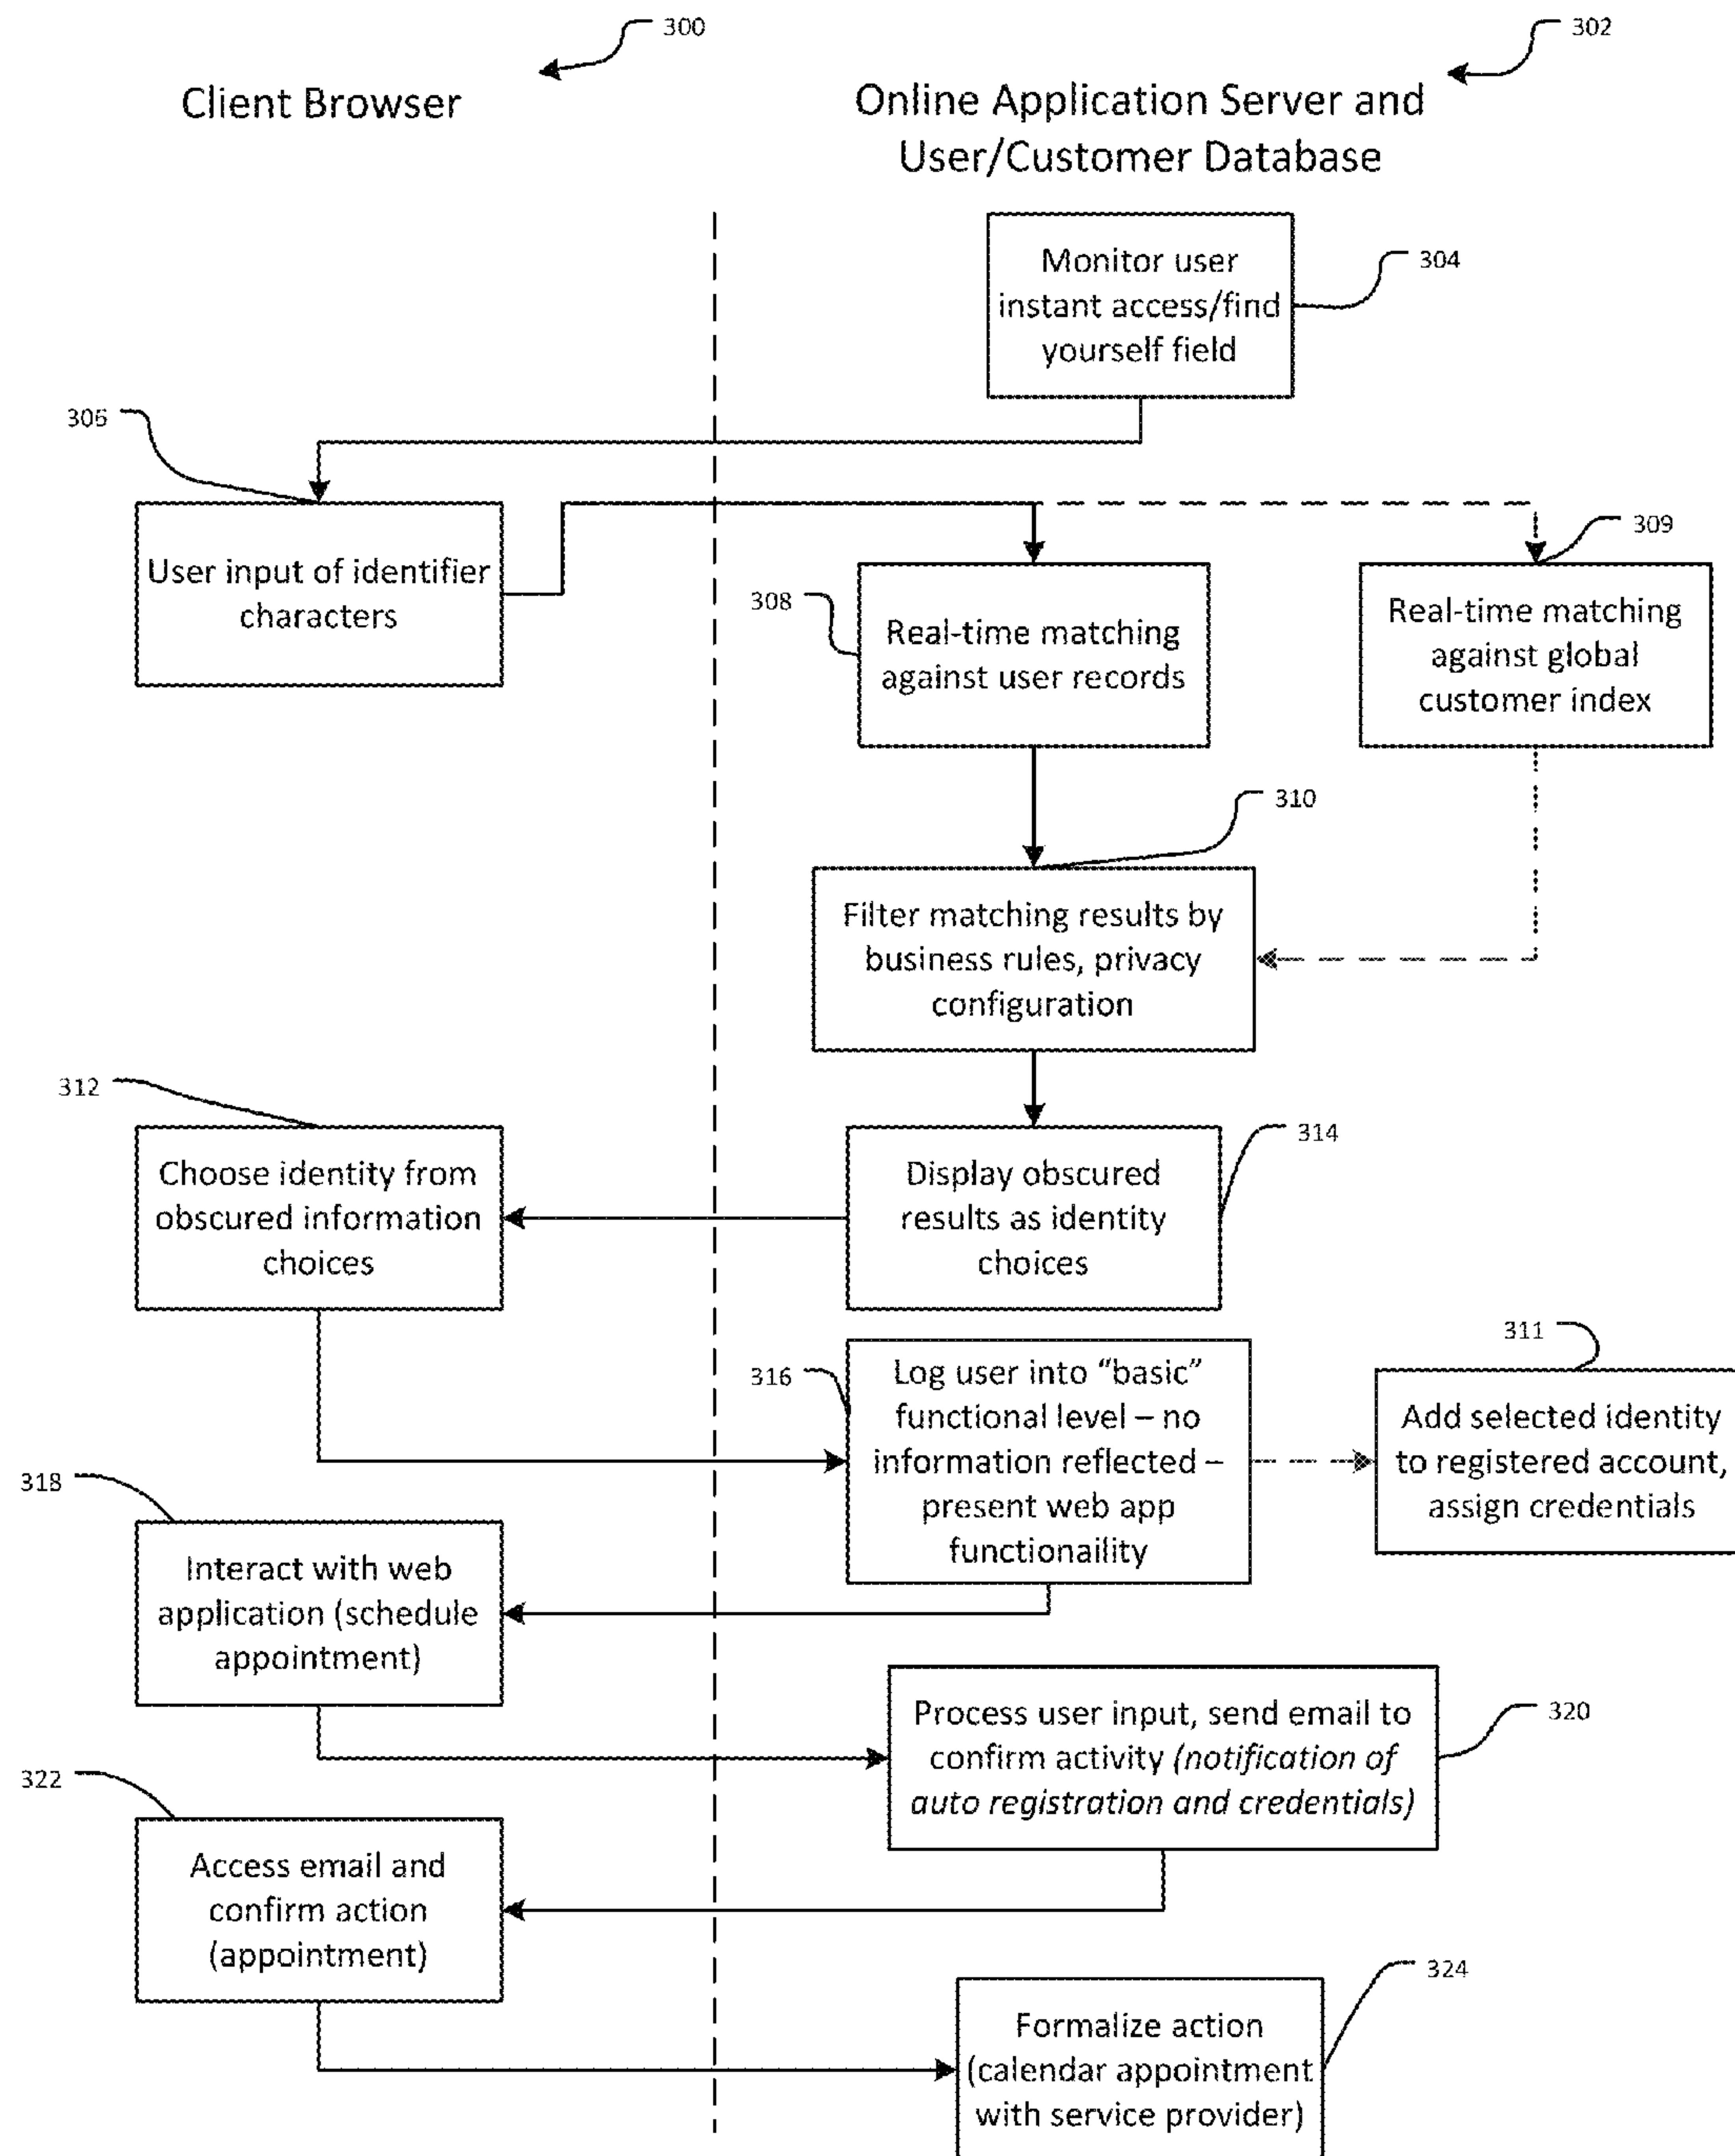 300
302
Client Browser
Online Application Server and
User/Customer Database
Monitor user
instant access/find
yourself field
304
306
User input of identifier
characters
308
Real-time matching
against user records
309
Real-time matching
against global
customer index
310
Filter matching results by
business rules, privacy
configuration
312
Choose identity from
obscured information
choices
314
Display obscured
results as identity
choices
316
Log user into “basic”
functional level – no
information reflected –
present web app
functionaility
311
Add selected identity
to registered account,
assign credentials
318
Interact with web
application (schedule
appointment)
320
Process user input, send email to
confirm activity (notification of
auto registration and credentials)
322
Access email and
confirm action
(appointment)
324
Formalize action
(calendar appointment
with service provider)